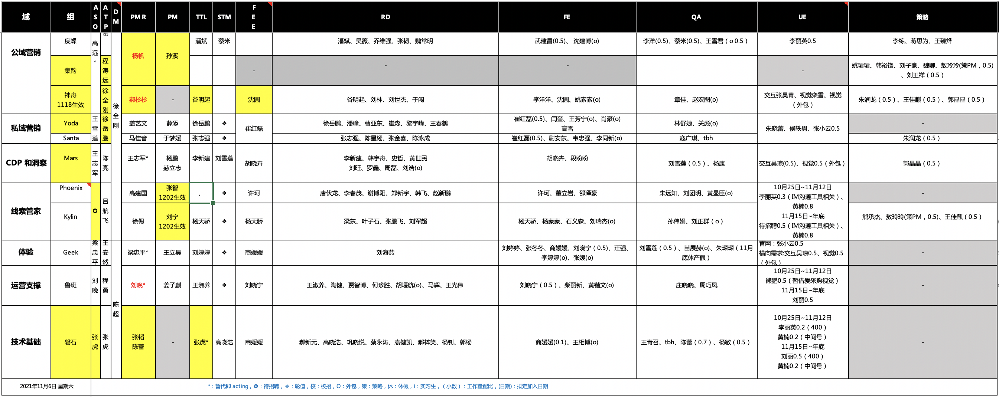 域 组 ASO ATP DM PM R PM TTL STM FEE RD FE QA UE 策略
公域营销 度蝶 高远* 刚 徐全刚 杨帆 孙溪 潘斌 蔡米 潘斌、吴薇、乔维强、张韧、魏常明 武建昌(0.5)、 沈建博(o) 李洋(0.5)、蔡米(0.5)、王雪君（o 0.5 ） 李丽英0.5 李练、蒋思为、王臻烨
集韵 程涛远 - - - - 姚珺珺、韩裕镥、刘子豪、魏卿、敖玲玲(策PM，0.5)
、刘王祥（0.5 ）
神舟
1118生效 徐全刚 郝杉杉 - 谷明起 沈圆 谷明起、刘林、刘世杰、于闯 李洋洋、沈圆、姚素素(o) 章佳、赵宏图(o) 交互张昊胄、视觉栾雪、视觉
（外包） 朱润龙（0.5 ）、王佳麒（0.5 ）、郭晶晶（0.5 ）
私域营销 Yoda 王雪莲 徐岳鹏 盖艺文 薛添 徐岳鹏 ❖ 崔红磊 徐岳鹏、潘峰、曹亚东、崔淼、黎宇峰、王春鹤 崔红磊(0.5)、闫奎、王芳宁(o)、肖豪(o)
高雪 林舒婕、关彪(o) 朱晓蕾、侯轶男、张小云0.5 -
Santa 马佳音 于梦媛 张志强 ❖ 张志强、陈星杨、张金喜、陈泳成 崔红磊(0.5)、尉安东、韦忠强、李同新(o) 寇广琪、tbh 朱润龙（0.5 ）
CDP 和洞察 Mars 王志军 陈亮 王志军* 杨鹏
赫立志 李新建 刘雪莲 胡晓卉 李新建、韩宇舟、史哲、黄世民
刘旺、罗鑫、周磊、刘浩(o) 胡晓卉、段盼盼 刘雪莲（0.5 ）、杨康 交互吴琼(0.5)、视觉0.5（外包） 郭晶晶（0.5 ）
线索管家 Phoenix ✪ 吕航飞 高建国 张智
1202生效 、 ❖ 许珂 唐伏龙、李春茂、谢博阳、郑新宇、韩飞、赵新鹏 许珂、董立岩、邵泽豪 朱远知、刘团明、黄显臣(o) 10月25日~11月12日
李丽英0.3（IM沟通工具相关）、
黄楠0.8
11月15日~年底
待招聘0.5（IM沟通工具相关）、
黄楠0.8 -
Kylin 徐偲 刘宁
1202生效 杨天骄 ❖ 杨天骄 梁东、叶子石、张鹏飞、刘军超 杨天骄、杨蒙蒙、石义森、刘瑞杰(o) 孙伟娟、刘正群（o ） 熊承杰、敖玲玲(策PM，0.5)、王佳麒（0.5 ）
体验 Geek 梁忠平 王安然 陈超 梁忠平* 王立昊 刘婷婷 ❖ 商媛媛 刘海燕 刘婷婷、张冬冬、商媛媛、刘晓宁（0.5)、汪强、
李婷婷(o)、张媛(o) 刘雪莲（0.5 ）、苗展赫(o)、朱琛琛（11月
底休产假） 官网：张小云0.5
横向需求:交互吴琼0.5、视觉0.5
（外包） -
运营支撑 鲁班 刘晚 程勇 刘晚* 姜子麒 王淑养 ❖ 刘晓宁 王淑养、陶健、贾智博、何珍胜、胡堰航(o)、马辉、王光伟 刘晓宁（0.5 ）、柴丽新、黄锴文(o) 庄晓晓、周巧凤 10月25日~11月12日
熊鹏0.5（暂借爱采购视觉）
11月15日~年底
刘丽0.5 -
技术基础 磐石 张虎 张虎 张韬
陈蕾 - 张虎* 高晓浩 商媛媛 郝新元、高晓浩、巩晓悦、蔡永涛、袁健凯、郝梓笑、杨钊、郭杨 商媛媛(0.1)、王相博(o) 王青召、tbh、陈蕾（0.7 ）、杨敏（0.5 ） 10月25日~11月12日
李丽英0.2（400 ）
黄楠0.2（中间号）
11月15日~年底
刘丽0.5（400 ）
黄楠0.2（中间号） -
2021年11月6日 星期六 *：暂代即 acting，✪：待招聘，❖：轮值，校：校招，O：外包，策：策略，休：休假，i：实习生，（小数）：工作量配比，(日期)：拟定加入日期